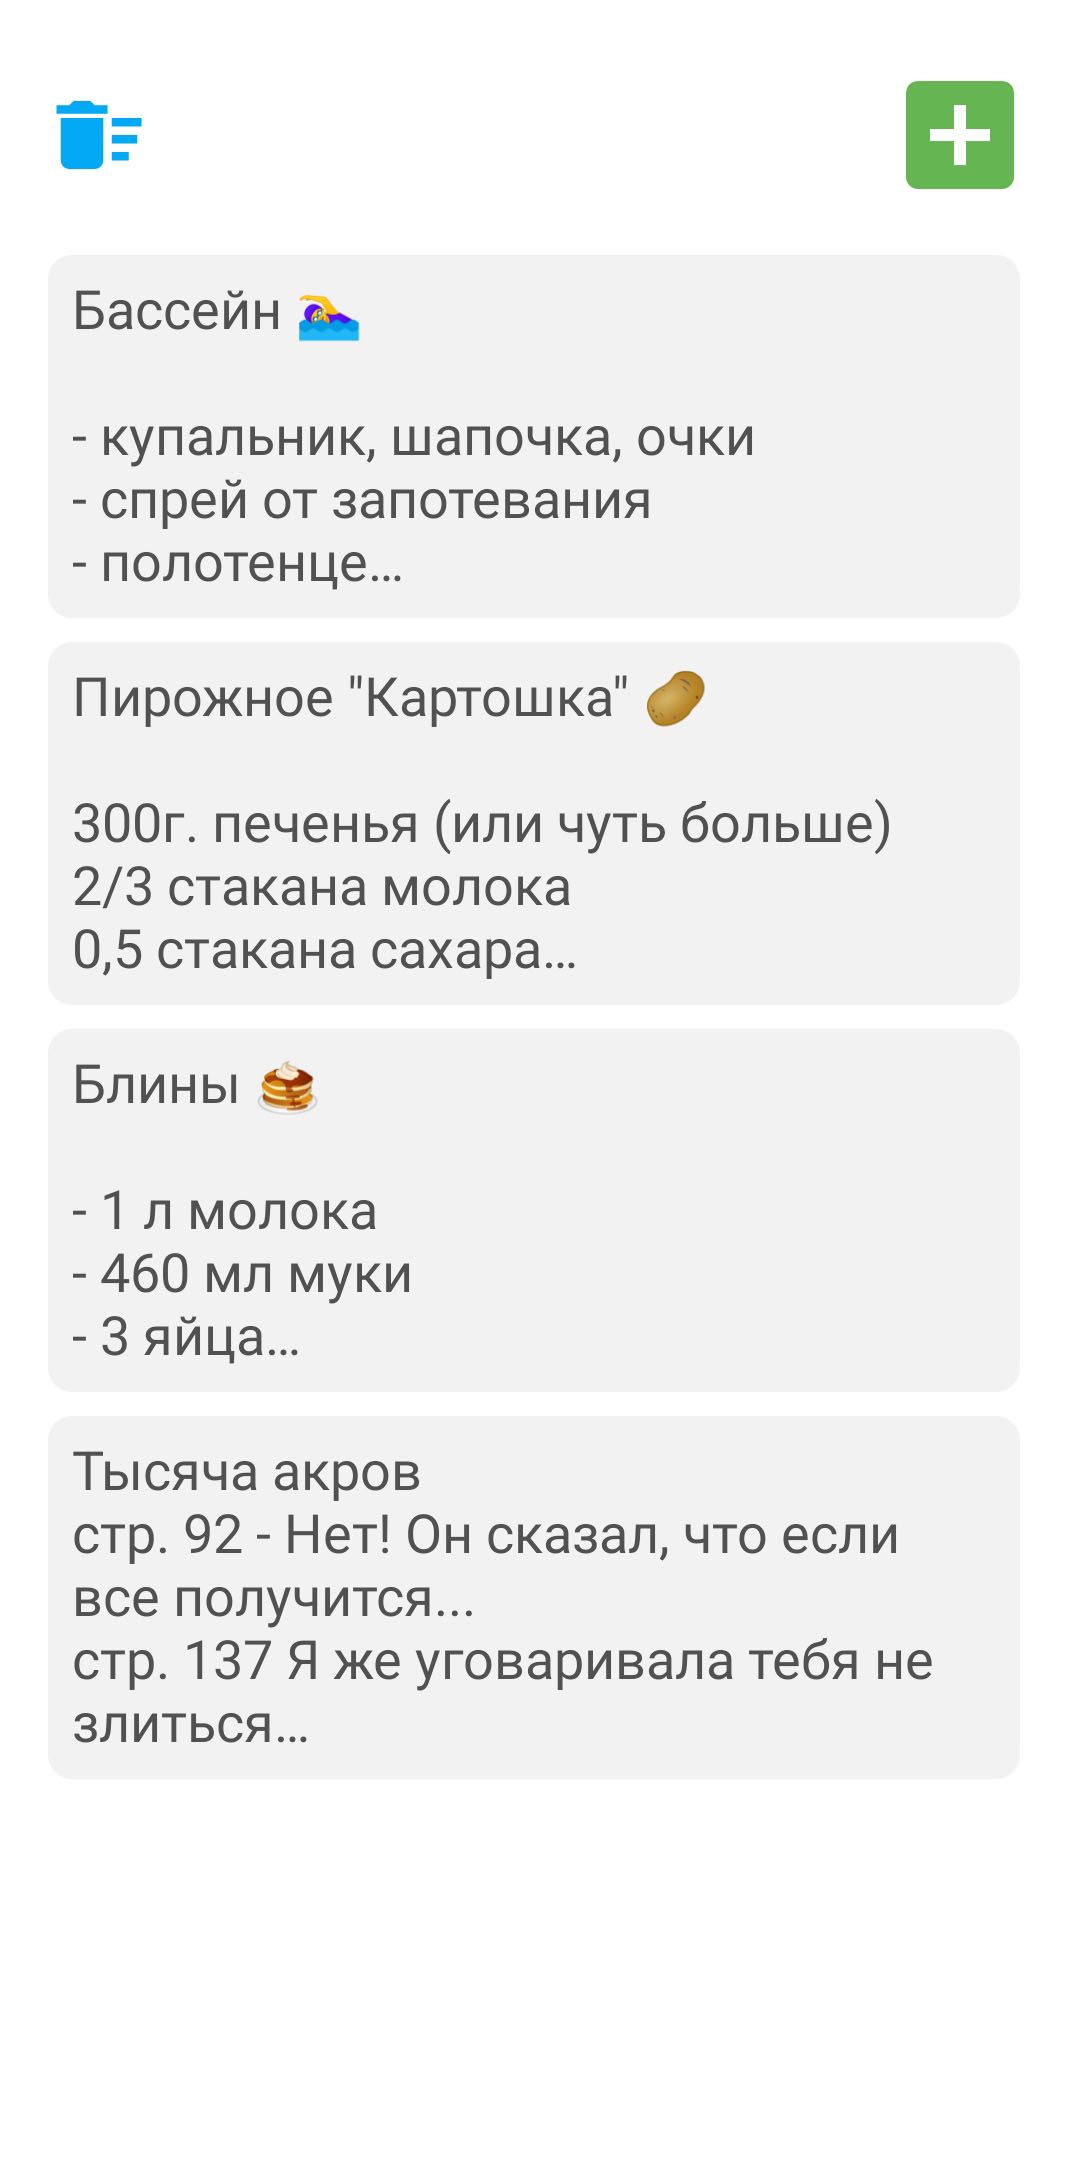 Бассейн 🏊‍♀️
- купальник, шапочка, очки
- спрей от запотевания
- полотенце…
Пирожное "Картошка" 🥔
300г. печенья (или чуть больше)
2/3 стакана молока
0,5 стакана сахара…
Блины 🥞
- 1 л молока
- 460 мл муки
- 3 яйца…
Тысяча акров
стр. 92 - Нет! Он сказал, что если
все получится...
стр. 137 Я же уговаривала тебя не
злиться…